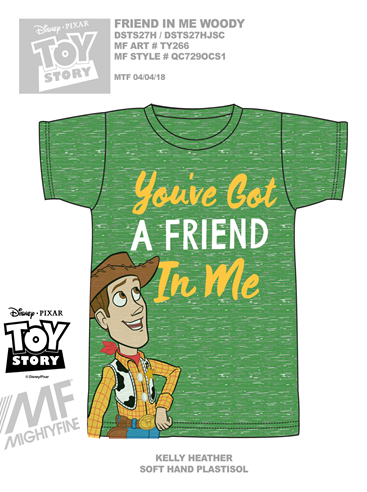 Disney · PIXAR
TOY
STORY
FRIEND IN ME WOODY
DSTS27H / DSTS27HJSC
MF ART # TY266
MF STYLE # QC729OCS1
MTF 04/04/18
You've Got
A FRIEND
In Me
Disney · PIXAR
TOY
STORY
© Disney/Pixar
MF
MIGHTYFINE
KELLY HEATHER
SOFT HAND PLASTISOL